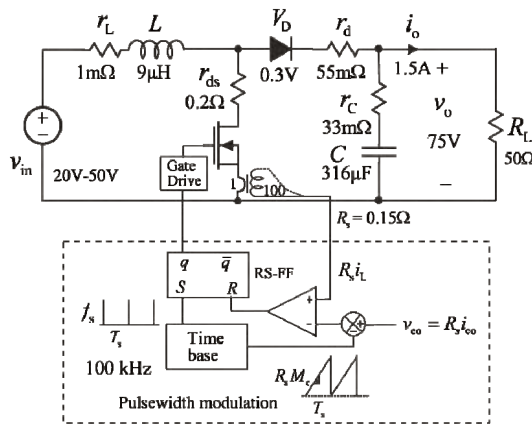 r_L L V_D r_d i_o
1mΩ 9μH 0.3V 55mΩ 1.5A +
r_ds
0.2Ω
r_C
33mΩ
v_o
75V
R_L
50Ω
C
316μF
−
+
−
v_in
20V-50V
Gate
Drive
1 100
R_s = 0.15Ω
q q̅ RS-FF
S R
R_s i_L
+
−
+
−
v_co = R_s i_co
f_s
T_s
100 kHz
Time
base
R_s M_c
T_s
Pulsewidth modulation